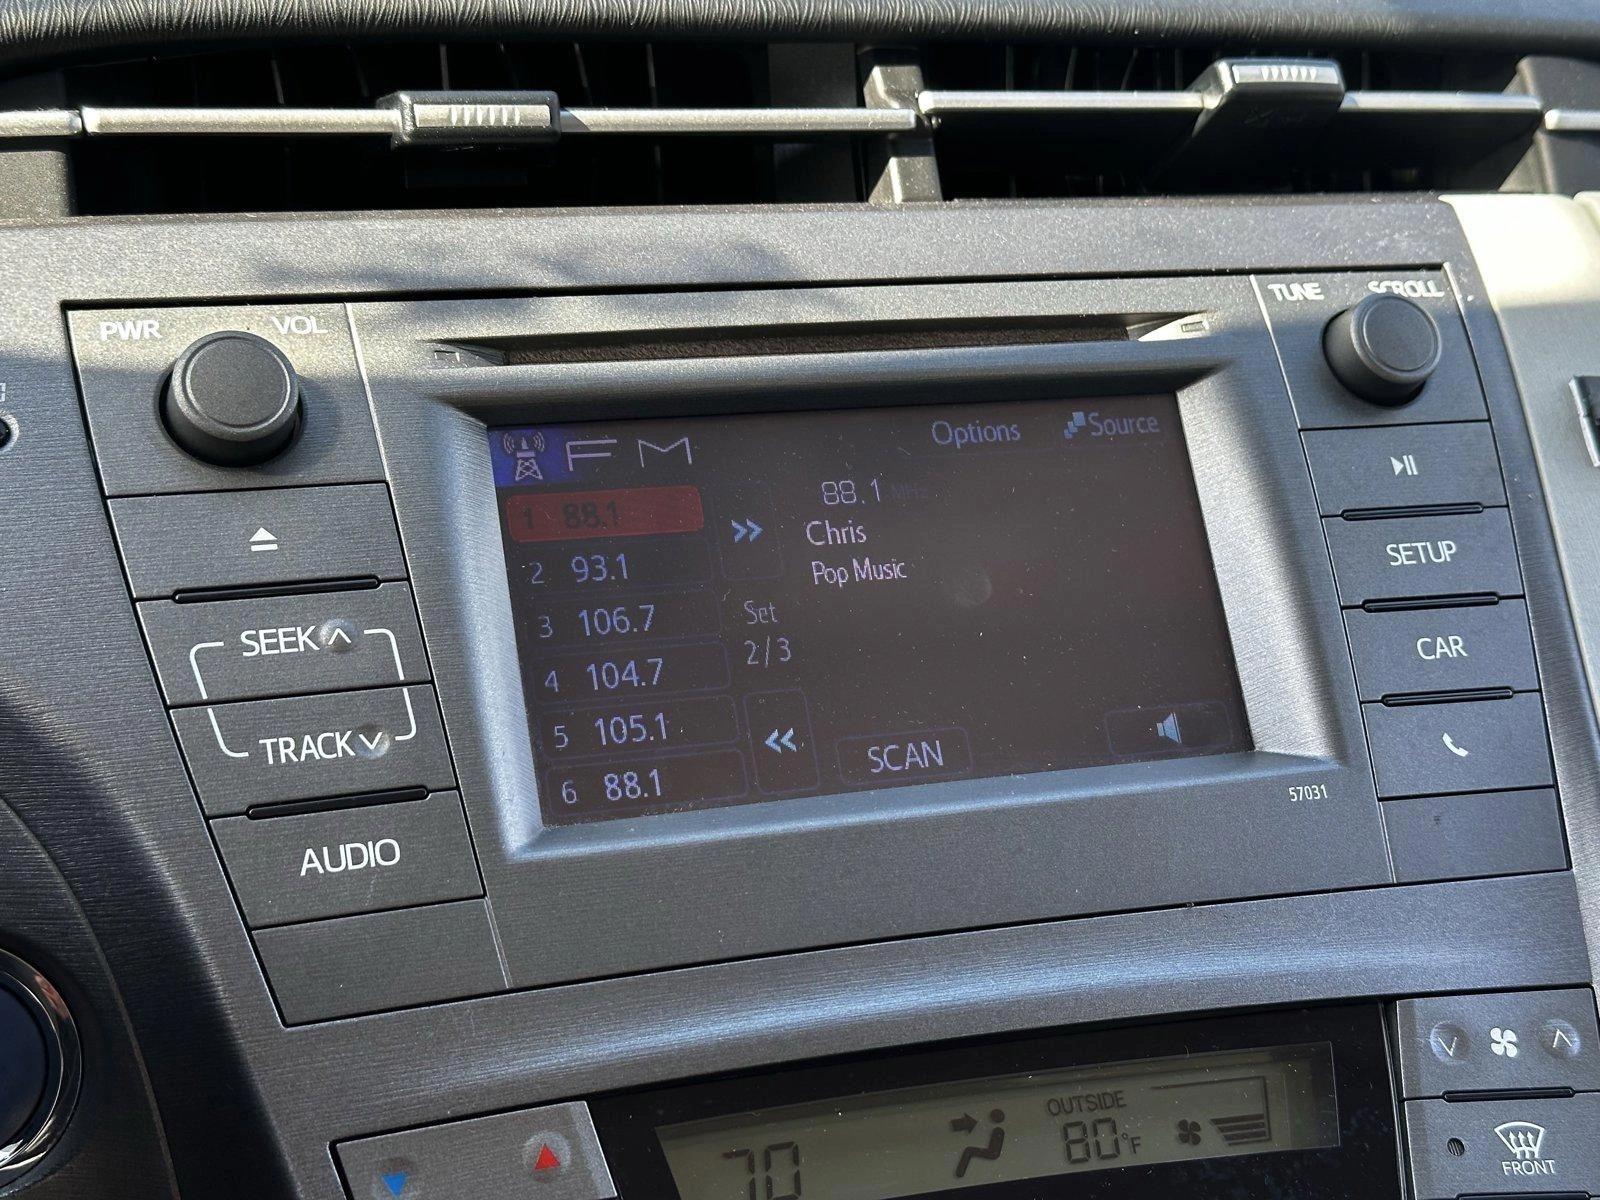 PWR VOL
TUNE SCROLL
FM
Options
Source
1 88.1
2 93.1
3 106.7
4 104.7
5 105.1
6 88.1
88.1 MHz
Chris
Pop Music
Set
2/3
SCAN
SEEK
TRACK
AUDIO
SETUP
CAR
57031
70
OUTSIDE
80°F
FRONT